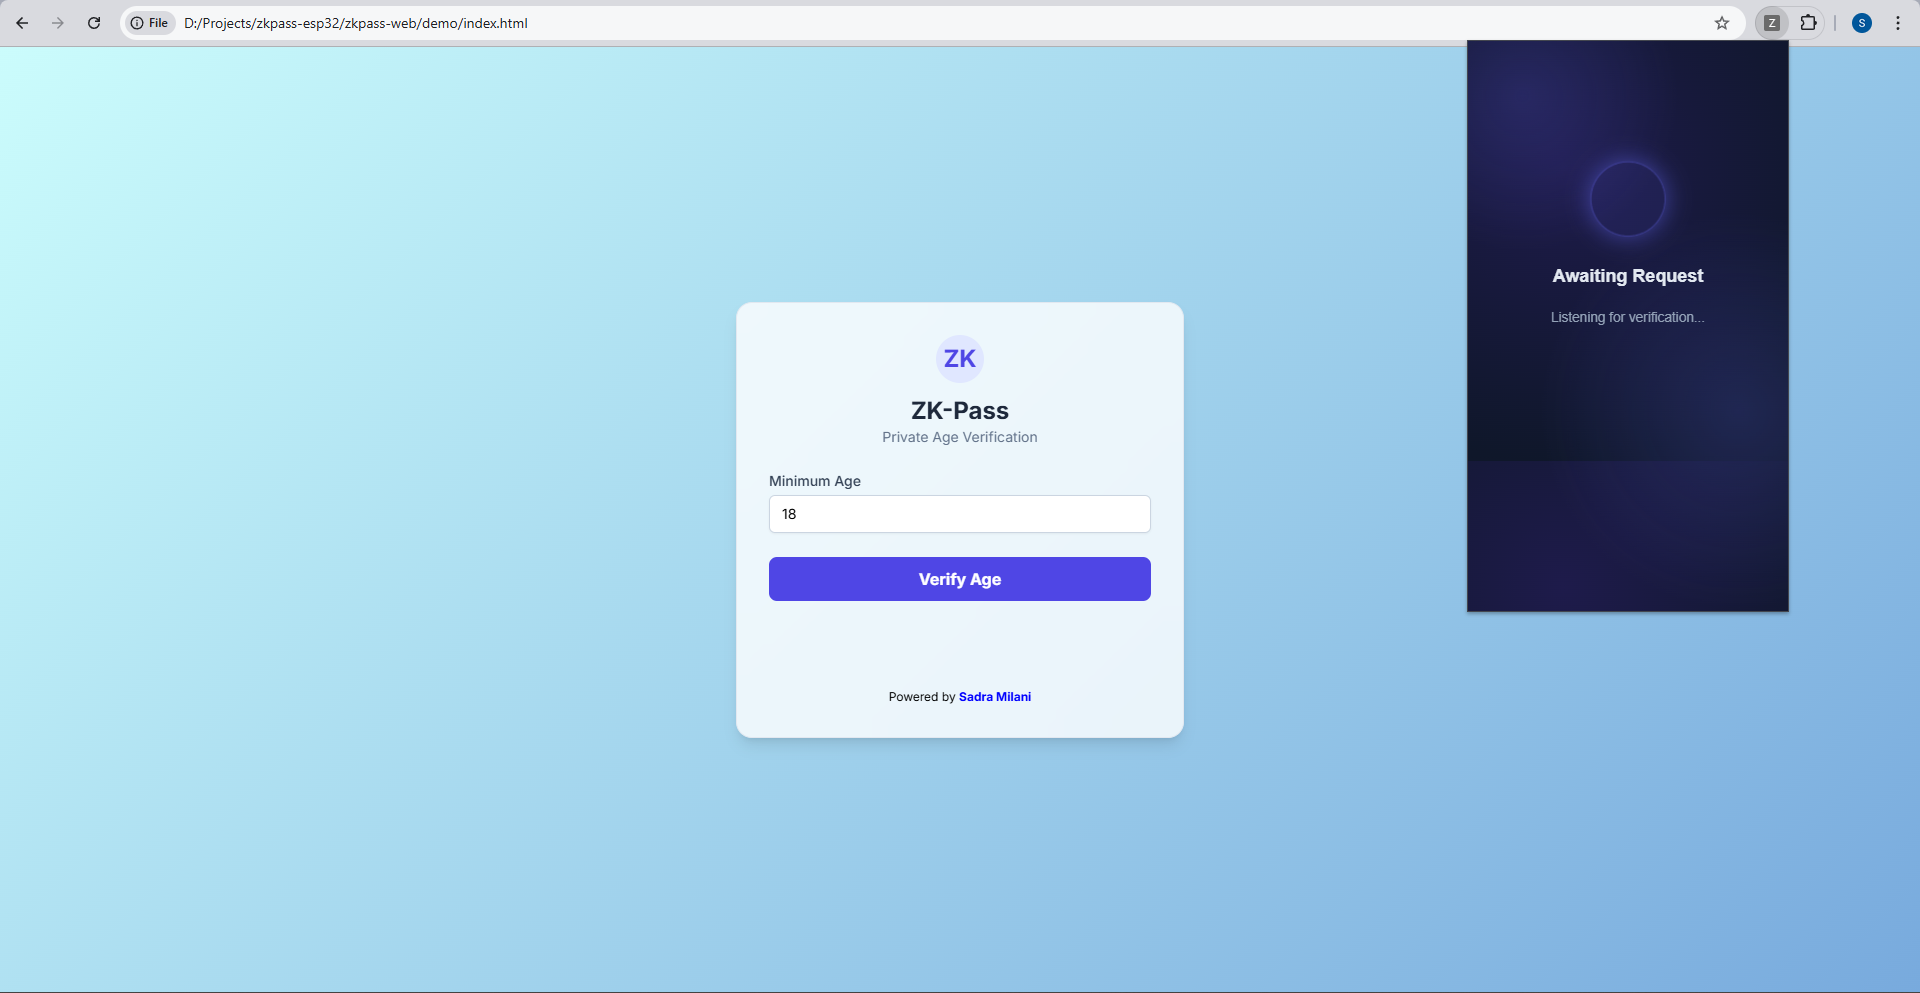 File
D:/Projects/zkpass-esp32/zkpass-web/demo/index.html
Z
S
Awaiting Request
Listening for verification...
ZK
ZK-Pass
Private Age Verification
Minimum Age
18
Verify Age
Powered by Sadra Milani